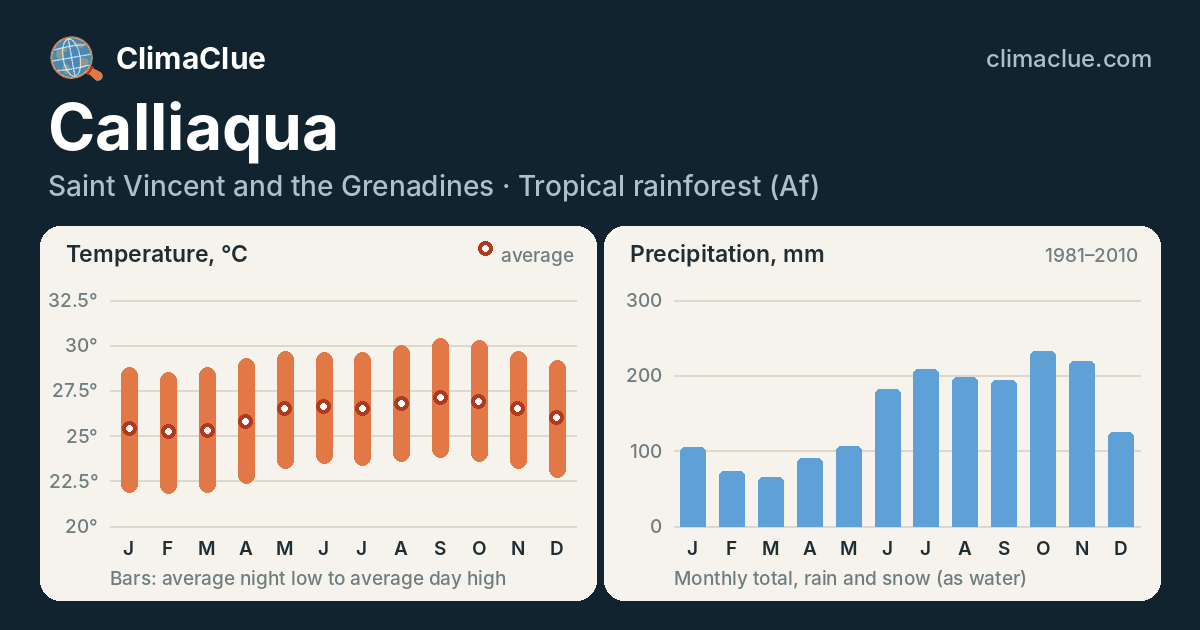 ClimaClue
climaclue.com
Calliaqua
Saint Vincent and the Grenadines · Tropical rainforest (Af)
Temperature, °C
average
32.5°
30°
27.5°
25°
22.5°
20°
J F M A M J J A S O N D
Bars: average night low to average day high
Precipitation, mm
1981–2010
300
200
100
0
J F M A M J J A S O N D
Monthly total, rain and snow (as water)